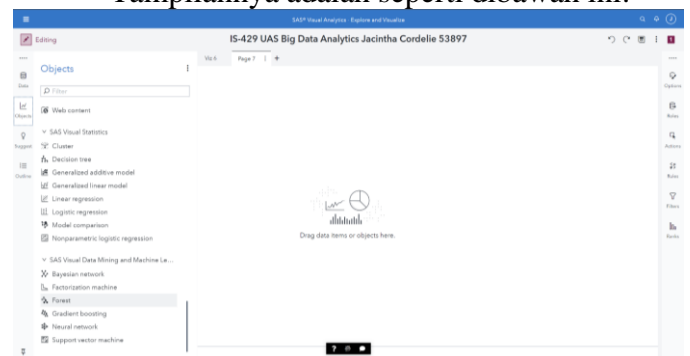 Tampilannya adalah seperti dibawah ini:
SAS® Visual Analytics - Explore and Visualize
Editing
IS-429 UAS Big Data Analytics Jacintha Cordelie 53897
Vis 6
Page 7
Data
Objects
Suggest
Outline
Objects
Filter
Web content
SAS Visual Statistics
Cluster
Decision tree
Generalized additive model
Generalized linear model
Linear regression
Logistic regression
Model comparison
Nonparametric logistic regression
SAS Visual Data Mining and Machine Le...
Bayesian network
Factorization machine
Forest
Gradient boosting
Neural network
Support vector machine
Drag data items or objects here.
Options
Roles
Actions
Rules
Filters
Ranks